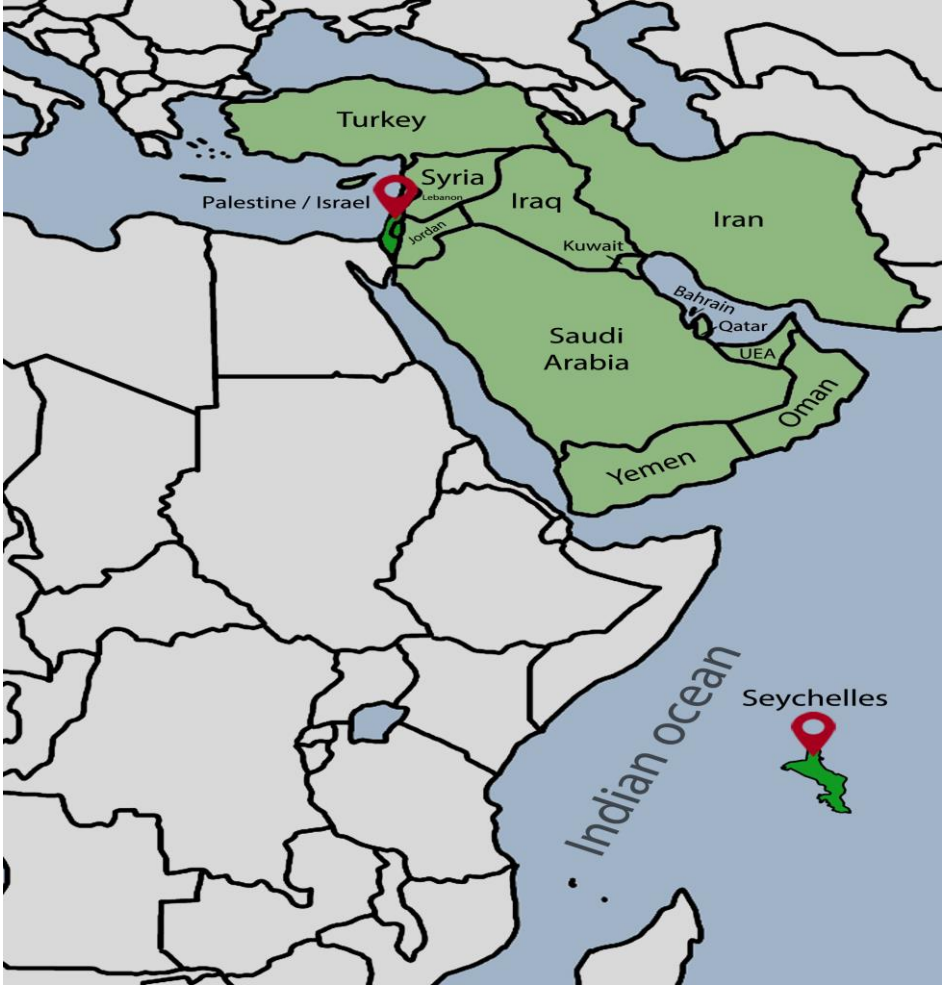 Turkey
Syria
Lebanon
Palestine / Israel
Jordan
Iraq
Iran
Kuwait
Bahrain
Qatar
Saudi
Arabia
UEA
Oman
Yemen
Indian ocean
Seychelles